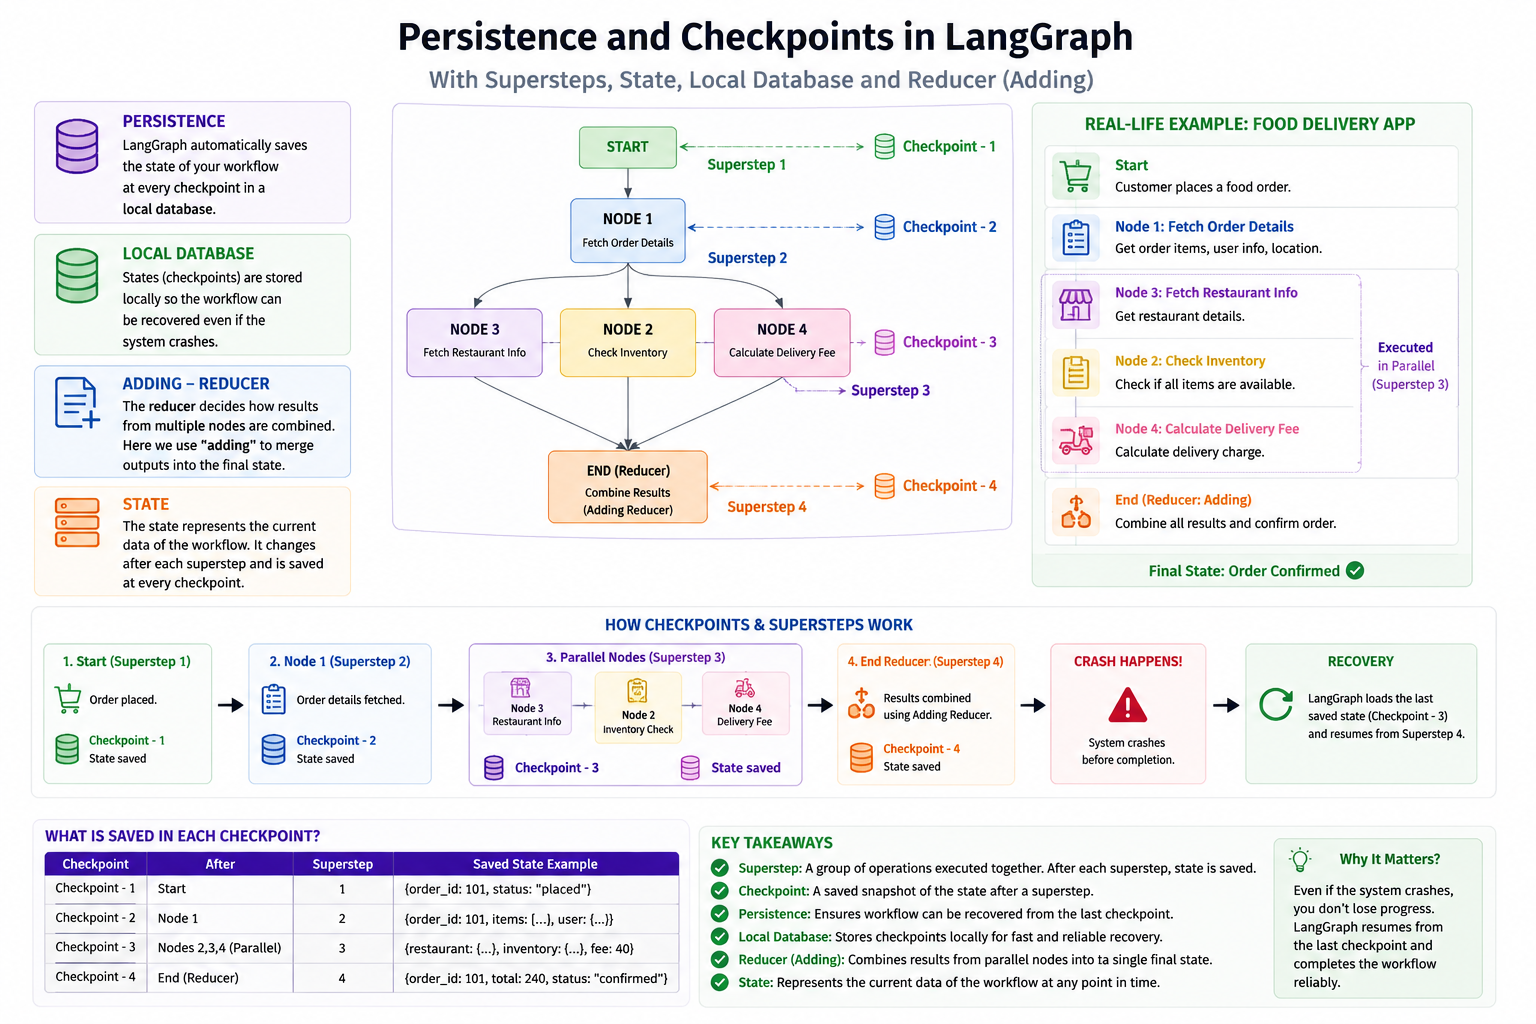 Persistence and Checkpoints in LangGraph
With Supersteps, State, Local Database and Reducer (Adding)
PERSISTENCE
LangGraph automatically saves
the state of your workflow
at every checkpoint in a
local database.
LOCAL DATABASE
States (checkpoints) are stored
locally so the workflow can
be recovered even if the
system crashes.
ADDING – REDUCER
The reducer decides how results
from multiple nodes are combined.
Here we use "adding" to merge
outputs into the final state.
STATE
The state represents the current
data of the workflow. It changes
after each superstep and is saved
at every checkpoint.
START
Superstep 1
Checkpoint - 1
NODE 1
Fetch Order Details
Superstep 2
Checkpoint - 2
NODE 3
Fetch Restaurant Info
NODE 2
Check Inventory
NODE 4
Calculate Delivery Fee
Checkpoint - 3
Superstep 3
END (Reducer)
Combine Results
(Adding Reducer)
Superstep 4
Checkpoint - 4
REAL-LIFE EXAMPLE: FOOD DELIVERY APP
Start
Customer places a food order.
Node 1: Fetch Order Details
Get order items, user info, location.
Node 3: Fetch Restaurant Info
Get restaurant details.
Node 2: Check Inventory
Check if all items are available.
Node 4: Calculate Delivery Fee
Calculate delivery charge.
Executed
in Parallel
(Superstep 3)
End (Reducer: Adding)
Combine all results and confirm order.
Final State: Order Confirmed
HOW CHECKPOINTS & SUPERSTEPS WORK
1. Start (Superstep 1)
Order placed.
Checkpoint - 1
State saved
2. Node 1 (Superstep 2)
Order details fetched.
Checkpoint - 2
State saved
3. Parallel Nodes (Superstep 3)
Node 3
Restaurant Info
Node 2
Inventory Check
Node 4
Delivery Fee
Checkpoint - 3
State saved
4. End Reducer: (Superstep 4)
Results combined
using Adding Reducer.
Checkpoint - 4
State saved
CRASH HAPPENS!
System crashes
before completion.
RECOVERY
LangGraph loads the last
saved state (Checkpoint - 3)
and resumes from Superstep 4.
WHAT IS SAVED IN EACH CHECKPOINT?
Checkpoint After Superstep Saved State Example
Checkpoint - 1 Start 1 {order_id: 101, status: "placed"}
Checkpoint - 2 Node 1 2 {order_id: 101, items: [...], user: {...}}
Checkpoint - 3 Nodes 2,3,4 (Parallel) 3 {restaurant: {...}, inventory: {...}, fee: 40}
Checkpoint - 4 End (Reducer) 4 {order_id: 101, total: 240, status: "confirmed"}
KEY TAKEAWAYS
Superstep: A group of operations executed together. After each superstep, state is saved.
Checkpoint: A saved snapshot of the state after a superstep.
Persistence: Ensures workflow can be recovered from the last checkpoint.
Local Database: Stores checkpoints locally for fast and reliable recovery.
Reducer (Adding): Combines results from parallel nodes into ta single final state.
State: Represents the current data of the workflow at any point in time.
Why It Matters?
Even if the system crashes,
you don't lose progress.
LangGraph resumes from
the last checkpoint and
completes the workflow
reliably.